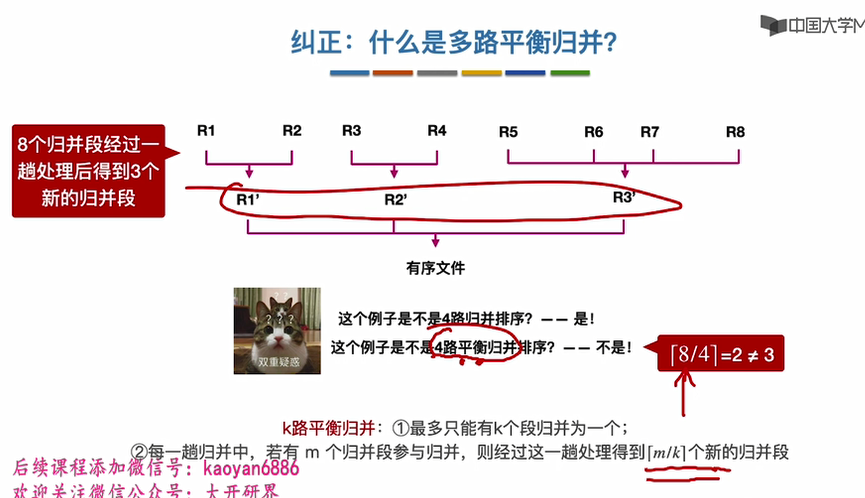 中国大学M
纠正：什么是多路平衡归并？
8个归并段经过一
趟处理后得到3个
新的归并段
R1 R2 R3 R4 R5 R6 R7 R8
R1’ R2’ R3’
有序文件
? ? ?
双重疑惑
这个例子是不是4路归并排序？—— 是！
这个例子是不是4路平衡归并排序？—— 不是！
⌈8/4⌉=2 ≠ 3
k路平衡归并：①最多只能有k个段归并为一个；
②每一趟归并中，若有 m 个归并段参与归并，则经过这一趟处理得到⌈m/k⌉个新的归并段
后续课程添加微信号：kaoyan6886
欢迎关注微信公众号：大开研界